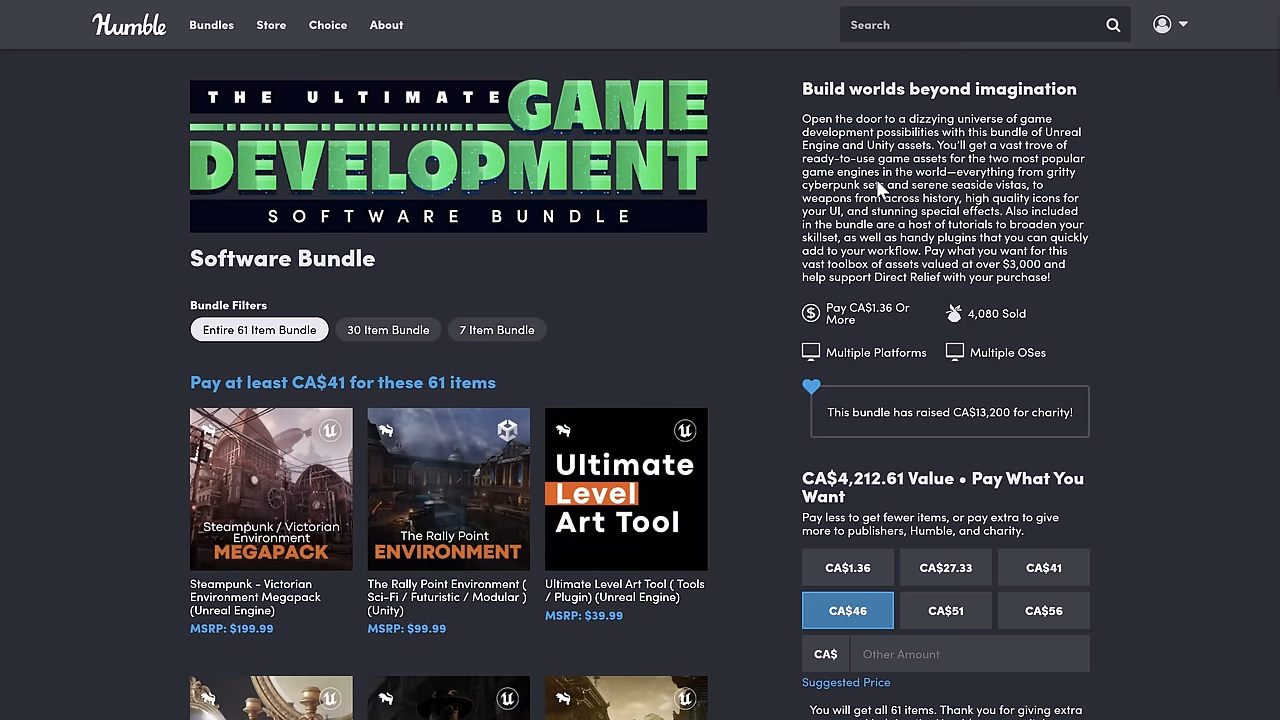 Humble
Bundles
Store
Choice
About
Search
THE ULTIMATE GAME
DEVELOPMENT
SOFTWARE BUNDLE
Software Bundle
Bundle Filters
Entire 61 Item Bundle
30 Item Bundle
7 Item Bundle
Pay at least CA$41 for these 61 items
Steampunk / Victorian
Environment
MEGAPACK
Steampunk - Victorian
Environment Megapack
(Unreal Engine)
MSRP: $199.99
The Rally Point
ENVIRONMENT
The Rally Point Environment (
Sci-Fi / Futuristic / Modular )
(Unity)
MSRP: $99.99
Ultimate
Level
Art Tool
Ultimate Level Art Tool ( Tools
/ Plugin) (Unreal Engine)
MSRP: $39.99
Build worlds beyond imagination
Open the door to a dizzying universe of game
development possibilities with this bundle of Unreal
Engine and Unity assets. You'll get a vast trove of
ready-to-use game assets for the two most popular
game engines in the world—everything from gritty
cyberpunk sets and serene seaside vistas, to
weapons from across history, high quality icons for
your UI, and stunning special effects. Also included
in the bundle are a host of tutorials to broaden your
skillset, as well as handy plugins that you can quickly
add to your workflow. Pay what you want for this
vast toolbox of assets valued at over $3,000 and
help support Direct Relief with your purchase!
Pay CA$1.36 Or
More
4,080 Sold
Multiple Platforms
Multiple OSes
This bundle has raised CA$13,200 for charity!
CA$4,212.61 Value • Pay What You
Want
Pay less to get fewer items, or pay extra to give
more to publishers, Humble, and charity.
CA$1.36
CA$27.33
CA$41
CA$46
CA$51
CA$56
CA$
Other Amount
Suggested Price
You will get all 61 items. Thank you for giving extra